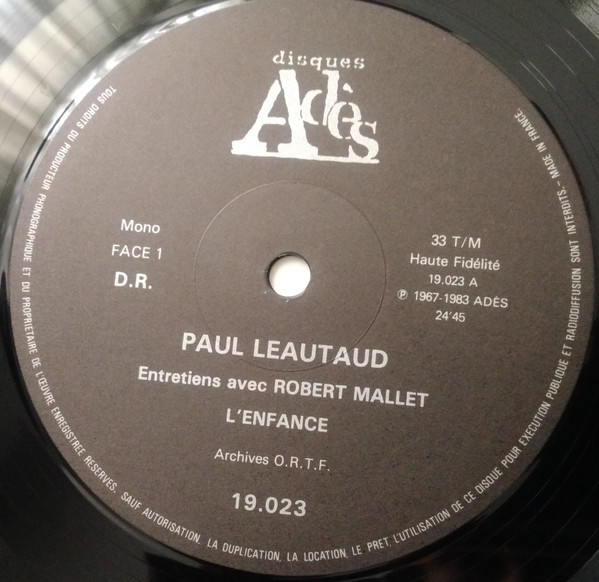 disques
Adès
Mono
FACE 1
D.R.
33 T/M
Haute Fidélité
19.023 A
℗ 1967-1983 ADÈS
24'45
PAUL LEAUTAUD
Entretiens avec ROBERT MALLET
L'ENFANCE
Archives O.R.T.F.
19.023
TOUS DROITS DU PRODUCTEUR PHONOGRAPHIQUE ET DU PROPRIETAIRE DE L'ŒUVRE ENREGISTREE RESERVES. SAUF AUTORISATION, LA DUPLICATION, LA LOCATION, LE PRET, L'UTILISATION DE CE DISQUE POUR EXECUTION PUBLIQUE ET RADIODIFFUSION SONT INTERDITS.- MADE IN FRANCE.